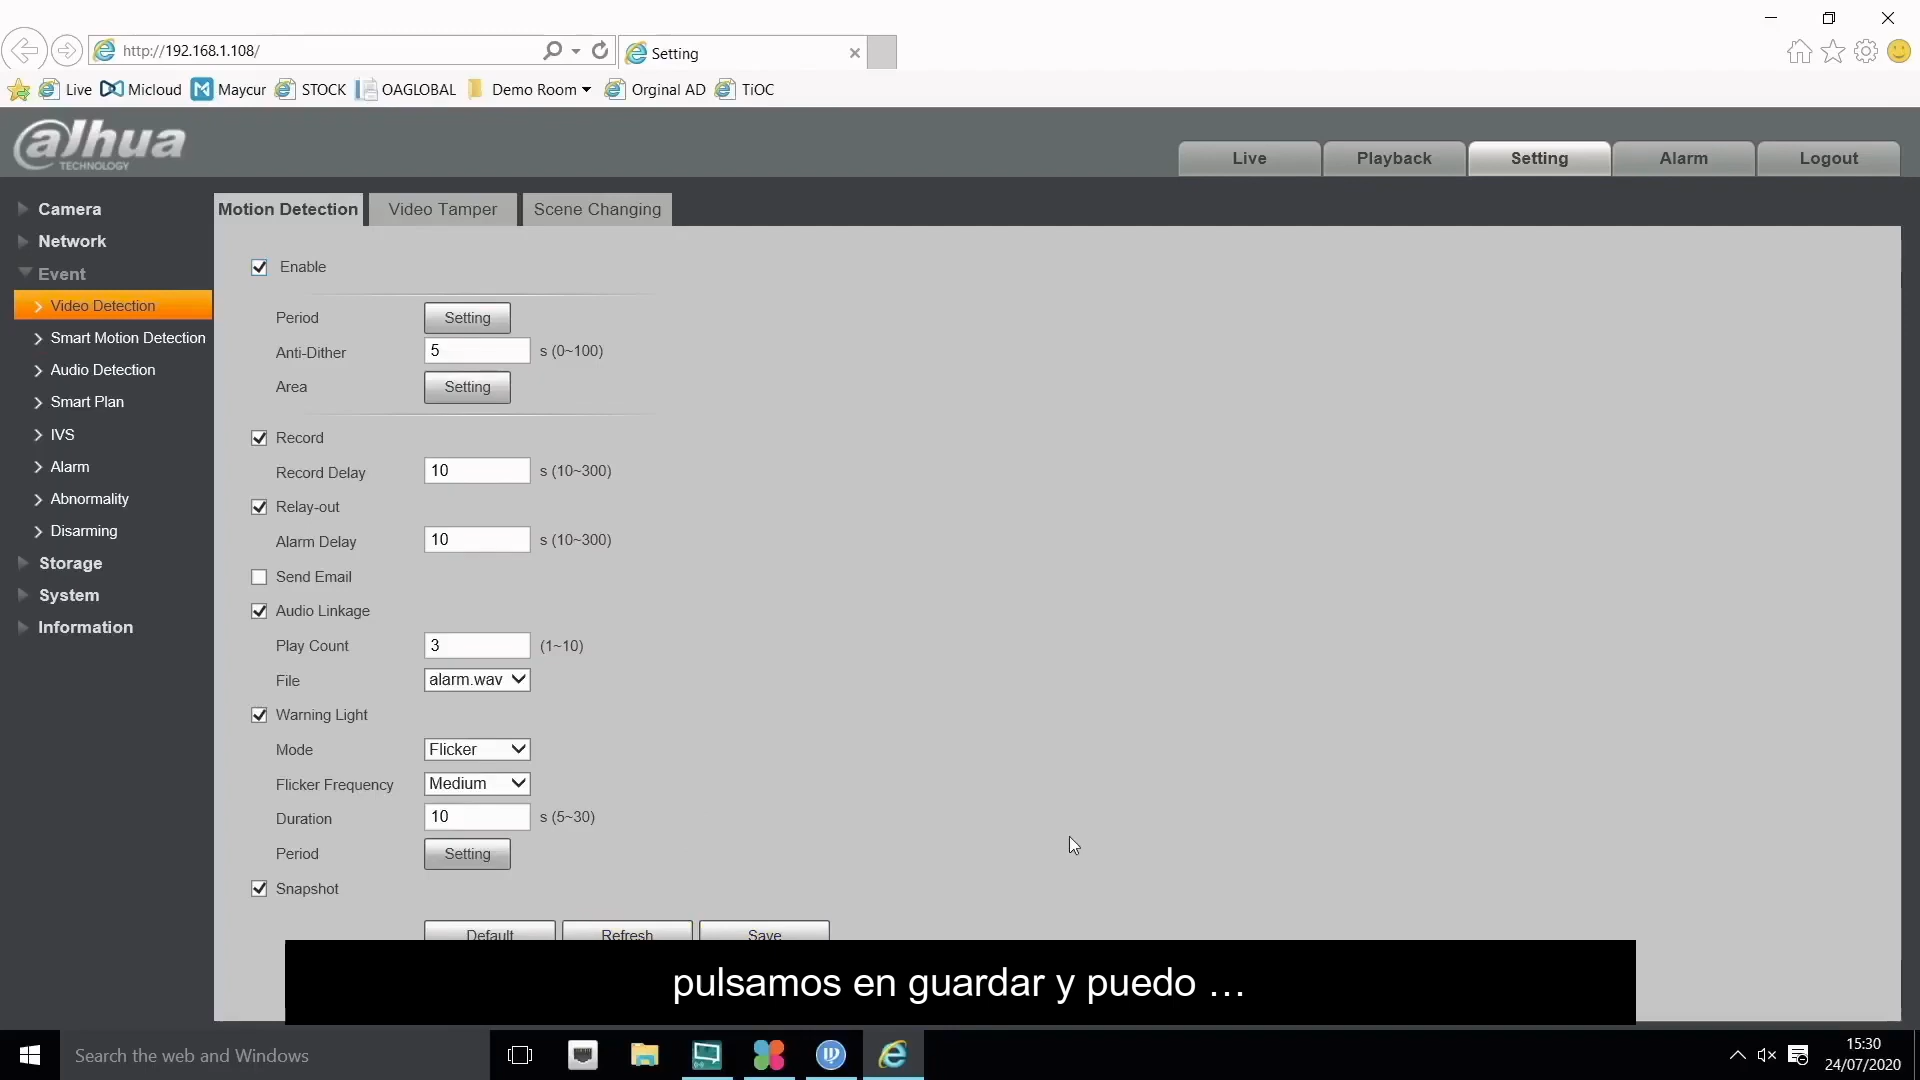 http://192.168.1.108/
Setting
Live
Micloud
Maycur
STOCK
OAGLOBAL
Demo Room
Orginal AD
TiOC
alhua
TECHNOLOGY
Live
Playback
Setting
Alarm
Logout
Camera
Network
Event
Video Detection
Smart Motion Detection
Audio Detection
Smart Plan
IVS
Alarm
Abnormality
Disarming
Storage
System
Information
Motion Detection
Video Tamper
Scene Changing
Enable
Period Setting
Anti-Dither 5 s (0~100)
Area Setting
Record
Record Delay 10 s (10~300)
Relay-out
Alarm Delay 10 s (10~300)
Send Email
Audio Linkage
Play Count 3 (1~10)
File alarm.wav
Warning Light
Mode Flicker
Flicker Frequency Medium
Duration 10 s (5~30)
Period Setting
Snapshot
Default Refresh Save
pulsamos en guardar y puedo …
Search the web and Windows
15:30
24/07/2020